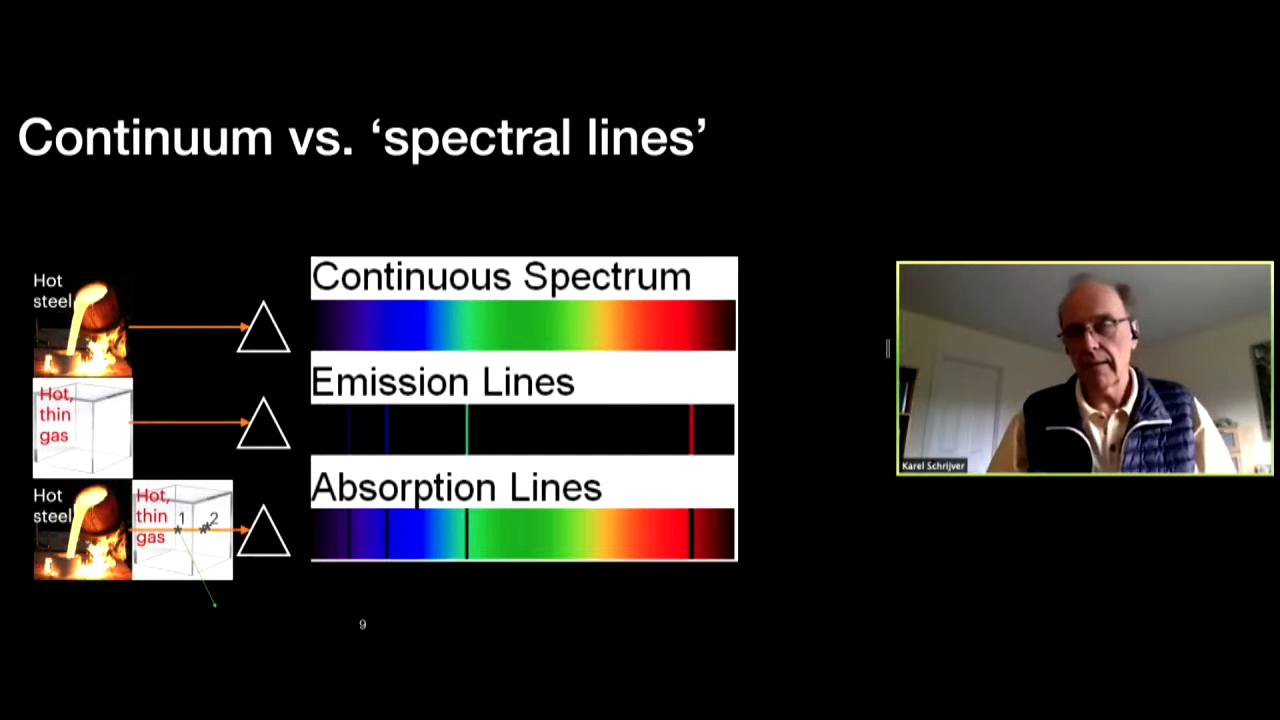 Continuum vs. ‘spectral lines’
Hot
steel
Continuous Spectrum
Hot,
thin
gas
Emission Lines
Hot
steel
Hot,
thin
gas
1
2
Absorption Lines
9
Karel Schrijver